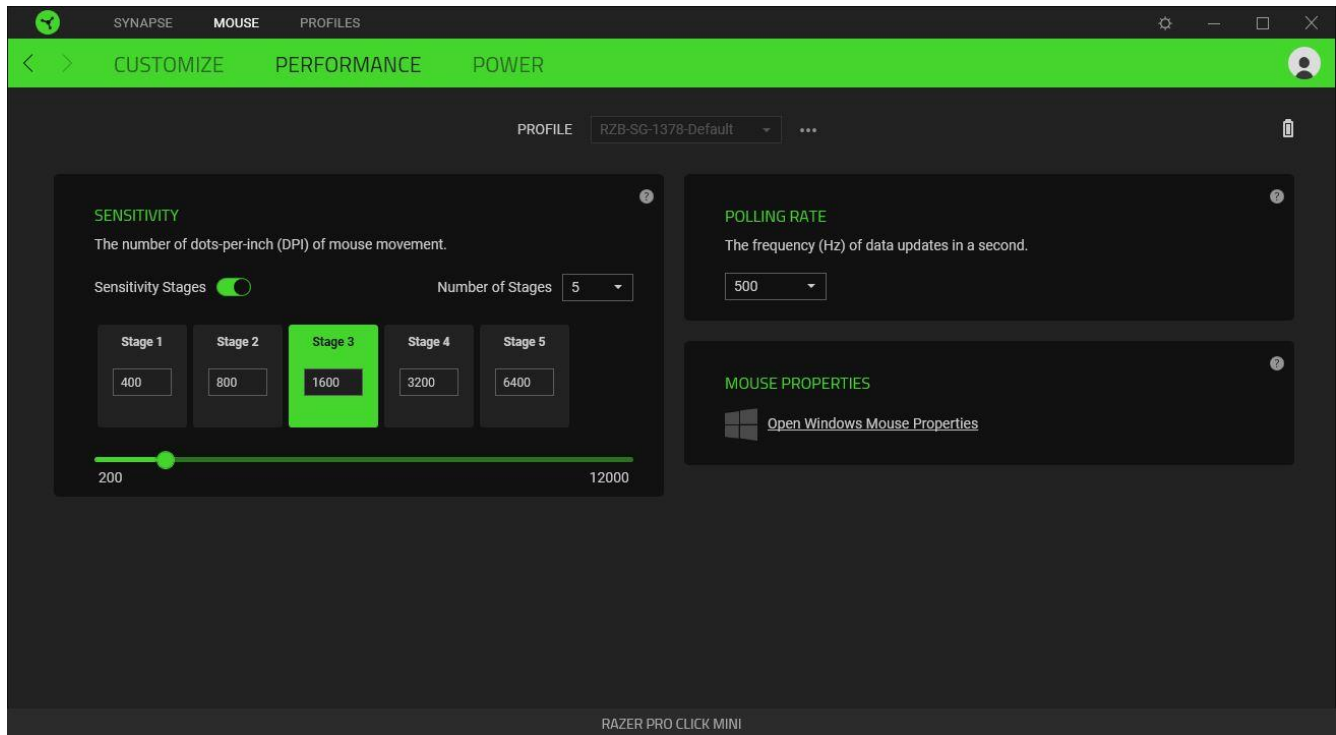 SYNAPSE MOUSE PROFILES
CUSTOMIZE PERFORMANCE POWER
PROFILE RZB-SG-1378-Default
SENSITIVITY
The number of dots-per-inch (DPI) of mouse movement.
Sensitivity Stages Number of Stages 5
Stage 1 Stage 2 Stage 3 Stage 4 Stage 5
400 800 1600 3200 6400
200 12000
POLLING RATE
The frequency (Hz) of data updates in a second.
500
MOUSE PROPERTIES
Open Windows Mouse Properties
RAZER PRO CLICK MINI